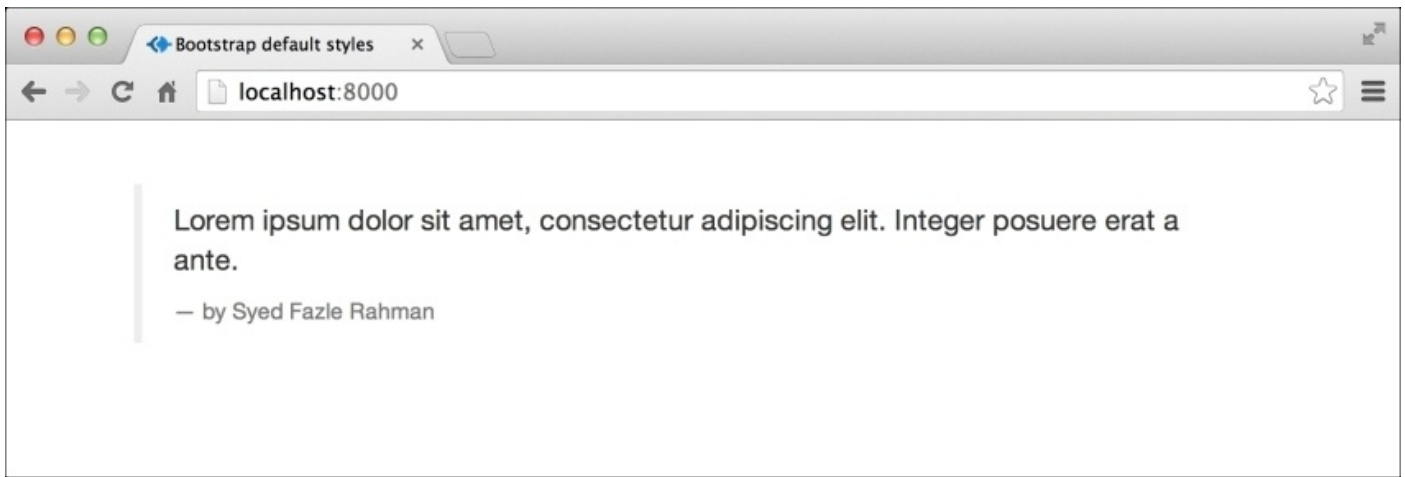 Bootstrap default styles
localhost:8000
Lorem ipsum dolor sit amet, consectetur adipiscing elit. Integer posuere erat a
ante.
— by Syed Fazle Rahman